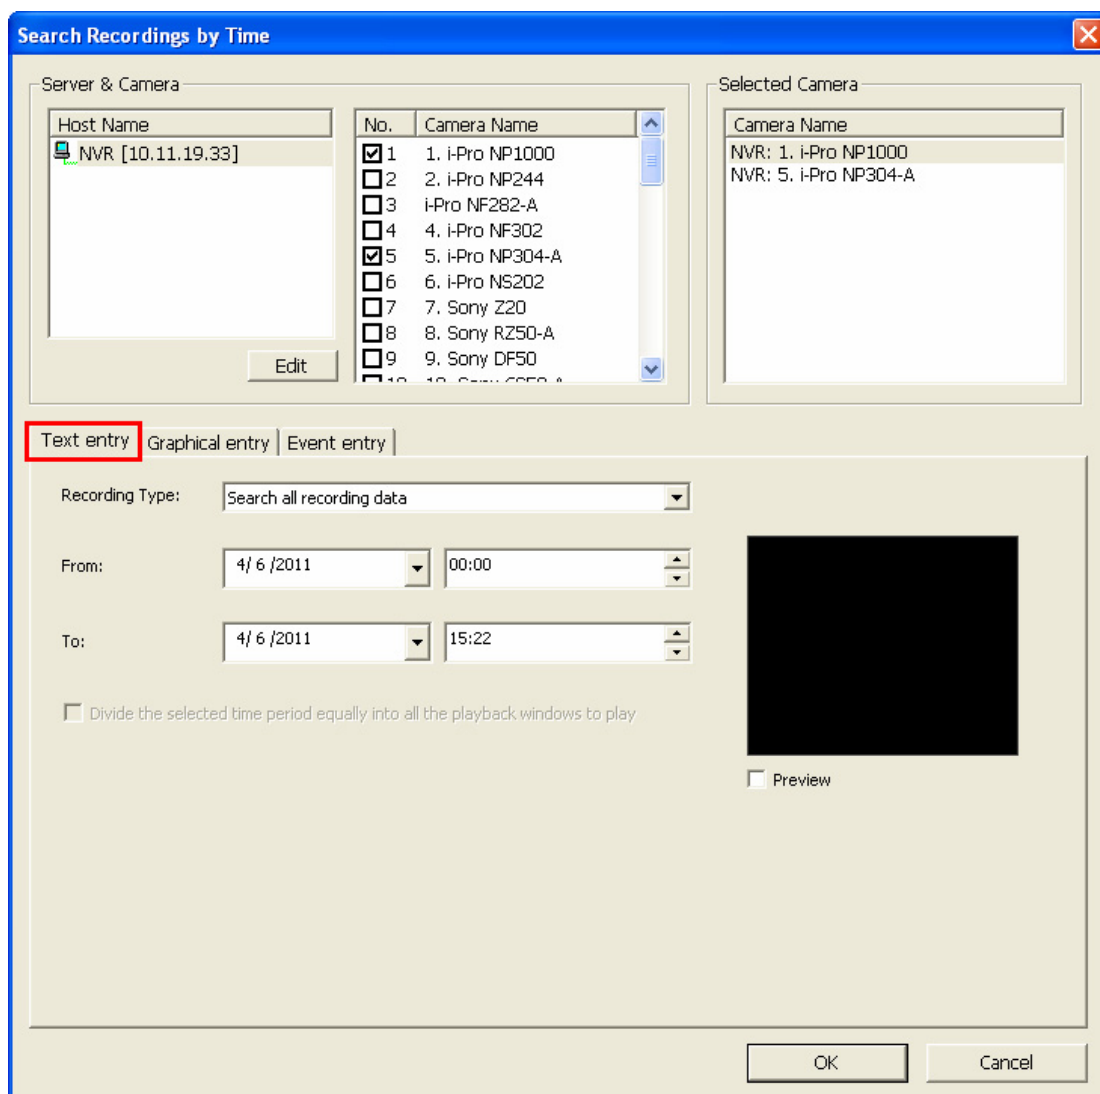 Search Recordings by Time
Server & Camera
Host Name
NVR [10.11.19.33]
Edit
No. Camera Name
1 1. i-Pro NP1000
2 2. i-Pro NP244
3 i-Pro NF282-A
4 4. i-Pro NF302
5 5. i-Pro NP304-A
6 6. i-Pro NS202
7 7. Sony Z20
8 8. Sony RZ50-A
9 9. Sony DF50
Selected Camera
Camera Name
NVR: 1. i-Pro NP1000
NVR: 5. i-Pro NP304-A
Text entry Graphical entry Event entry
Recording Type: Search all recording data
From: 4/ 6 /2011 00:00
To: 4/ 6 /2011 15:22
Divide the selected time period equally into all the playback windows to play
Preview
OK Cancel